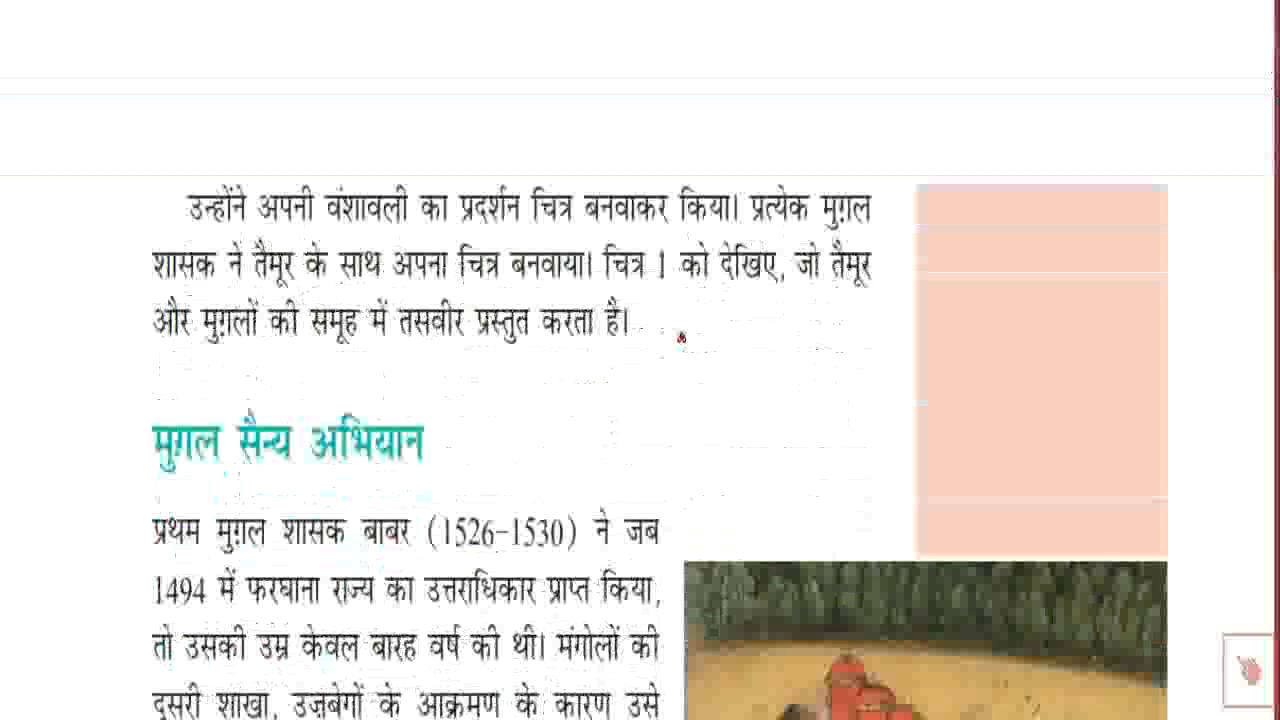 उन्होंने अपनी वंशावली का प्रदर्शन चित्र बनवाकर किया। प्रत्येक मुग़ल
शासक ने तैमूर के साथ अपना चित्र बनवाया। चित्र 1 को देखिए, जो तैमूर
और मुग़लों की समूह में तसवीर प्रस्तुत करता है।
मुग़ल सैन्य अभियान
प्रथम मुग़ल शासक बाबर (1526–1530) ने जब
1494 में फरघाना राज्य का उत्तराधिकार प्राप्त किया,
तो उसकी उम्र केवल बारह वर्ष की थी। मंगोलों की
दूसरी शाखा, उज़बेगों के आक्रमण के कारण उसे